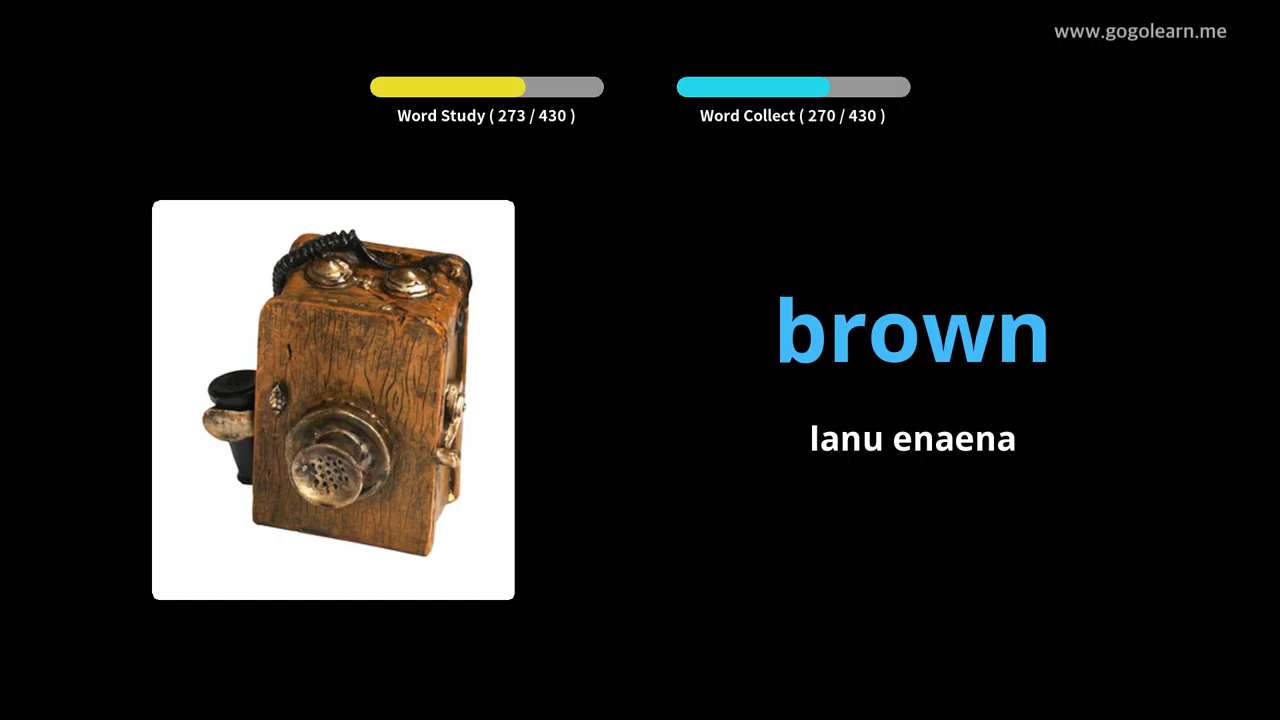 www.gogolearn.me
Word Study ( 273 / 430 )
Word Collect ( 270 / 430 )
brown
lanu enaena